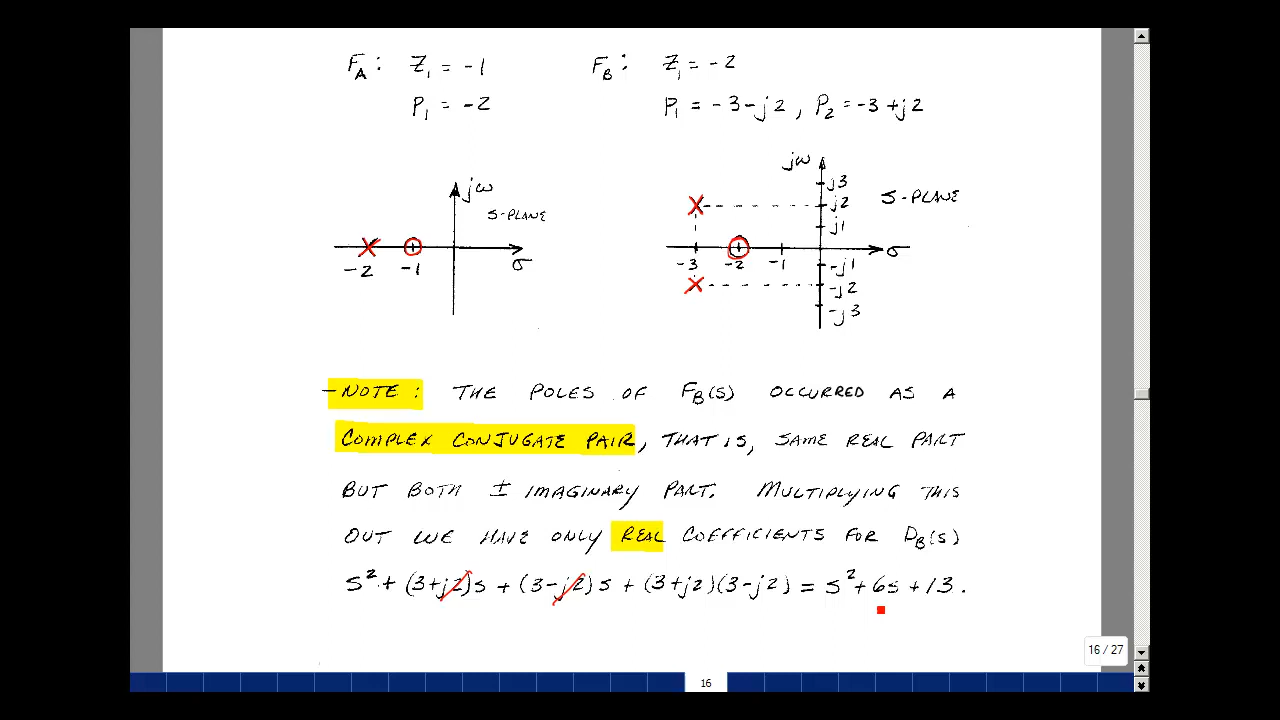 F_A: Z_1 = -1
P_1 = -2
F_B: Z_1 = -2
P_1 = -3-j2, P_2 = -3+j2
jω
S-PLANE
-2 -1 σ
jω
S-PLANE
j3
j2
j1
-3 -2 -1 σ
-j1
-j2
-j3
- NOTE: THE POLES OF F_B(S) OCCURRED AS A
COMPLEX CONJUGATE PAIR, THAT IS, SAME REAL PART
BUT BOTH ± IMAGINARY PART. MULTIPLYING THIS
OUT WE HAVE ONLY REAL COEFFICIENTS FOR D_B(S)
S² + (3+j2)S + (3-j2)S + (3+j2)(3-j2) = S² + 6S + 13.
16 / 27
16